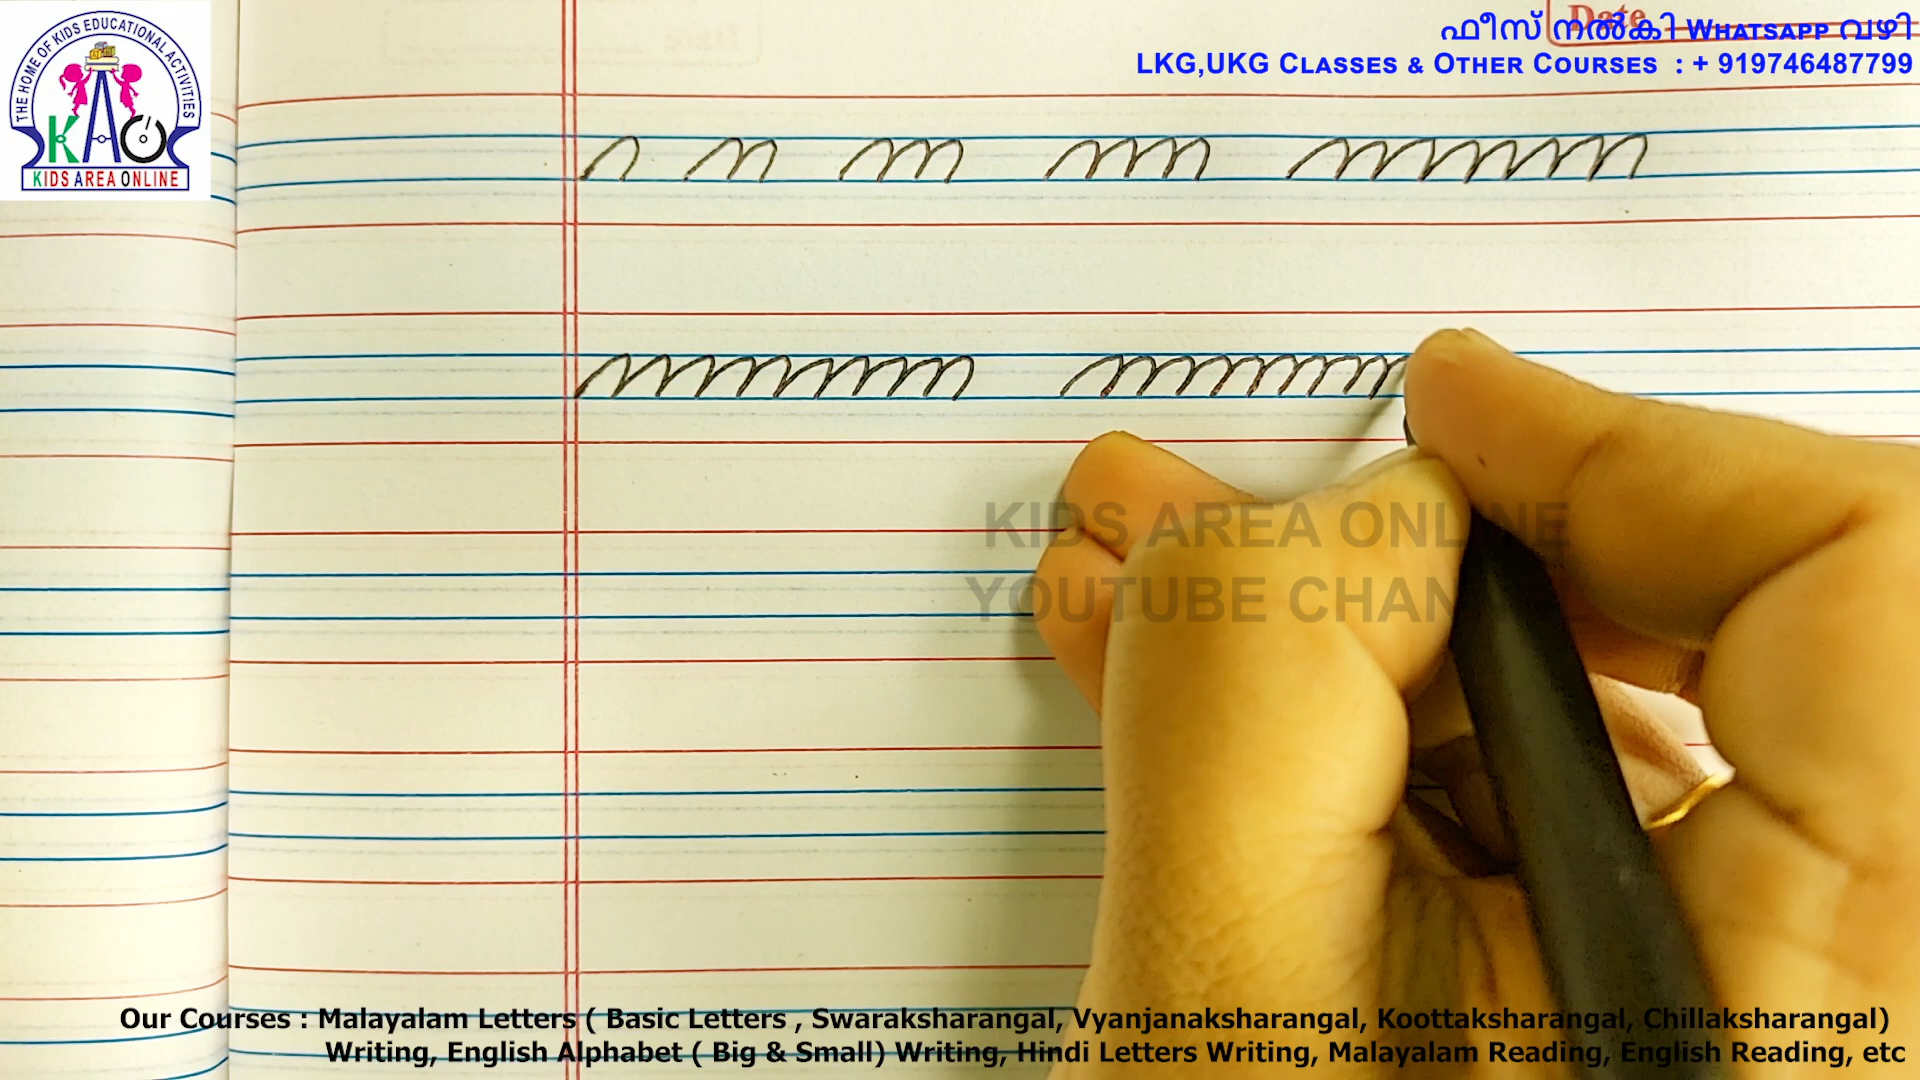 THE HOME OF KIDS EDUCATIONAL ACTIVITIES
KAO
KIDS AREA ONLINE
Date
ഫീസ് നൽകി WHATSAPP വഴി
LKG,UKG CLASSES & OTHER COURSES : + 919746487799
KIDS AREA ONLINE
YOUTUBE CHAN
Our Courses : Malayalam Letters ( Basic Letters , Swaraksharangal, Vyanjanaksharangal, Koottaksharangal, Chillaksharangal)
Writing, English Alphabet ( Big & Small) Writing, Hindi Letters Writing, Malayalam Reading, English Reading, etc